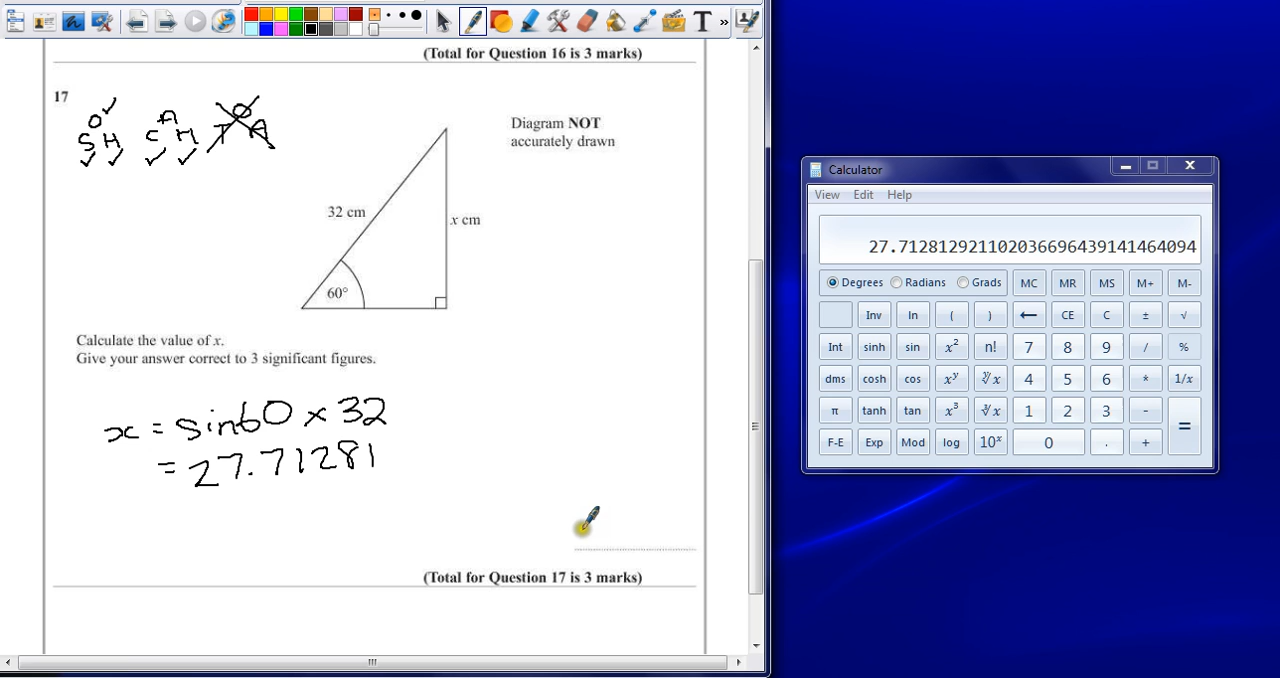 T »
(Total for Question 16 is 3 marks)
17
O A O
S H C H T A
Diagram NOT
accurately drawn
32 cm
x cm
60°
Calculate the value of x.
Give your answer correct to 3 significant figures.
x = sin60 × 32
= 27.71281
(Total for Question 17 is 3 marks)
Calculator
View Edit Help
27.712812921102036696439141464094
Degrees Radians Grads MC MR MS M+ M-
Inv ln ( ) ← CE C ± √
Int sinh sin x² n! 7 8 9 / %
dms cosh cos xʸ ʸ√x 4 5 6 * 1/x
π tanh tan x³ ³√x 1 2 3 - =
F-E Exp Mod log 10ˣ 0 . +